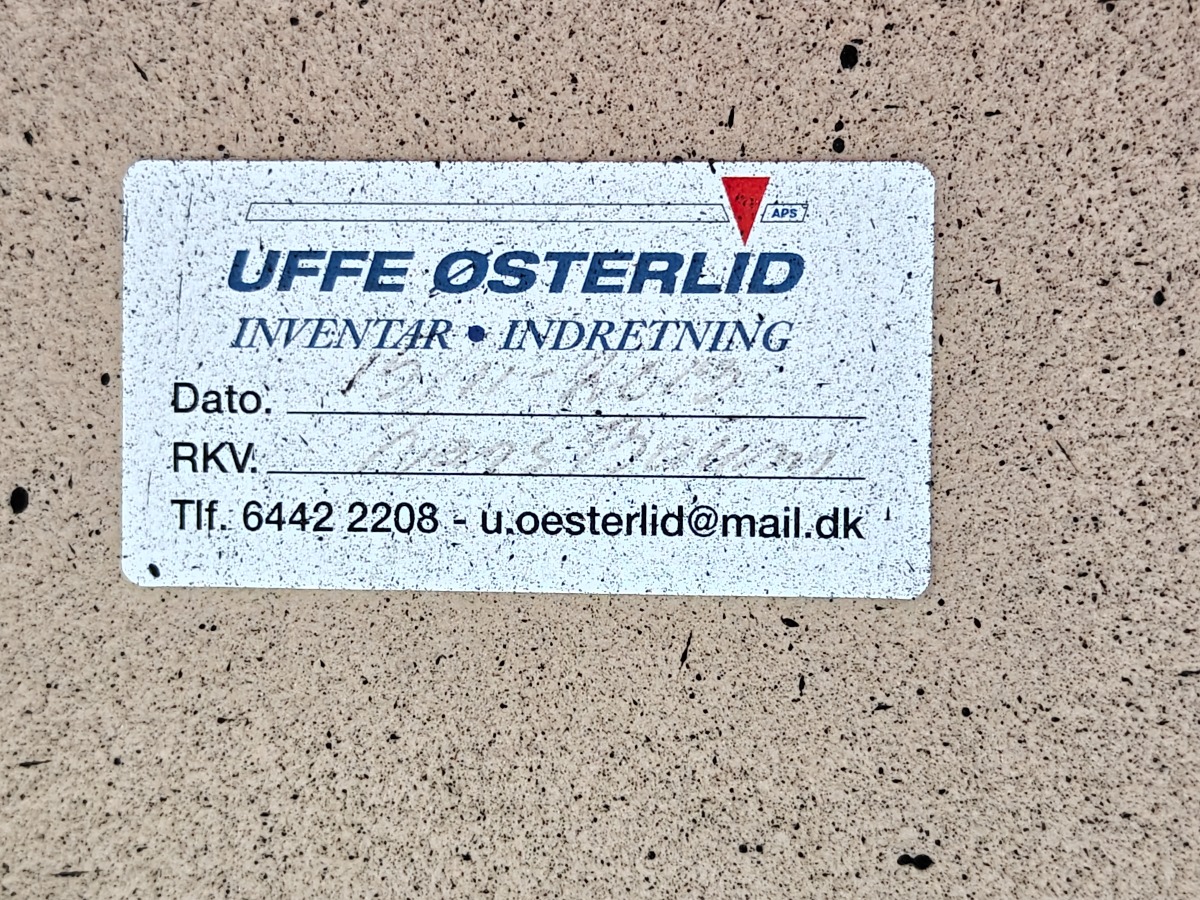 APS
UFFE ØSTERLID
INVENTAR • INDRETNING
Dato.
RKV.
Tlf. 6442 2208 - u.oesterlid@mail.dk